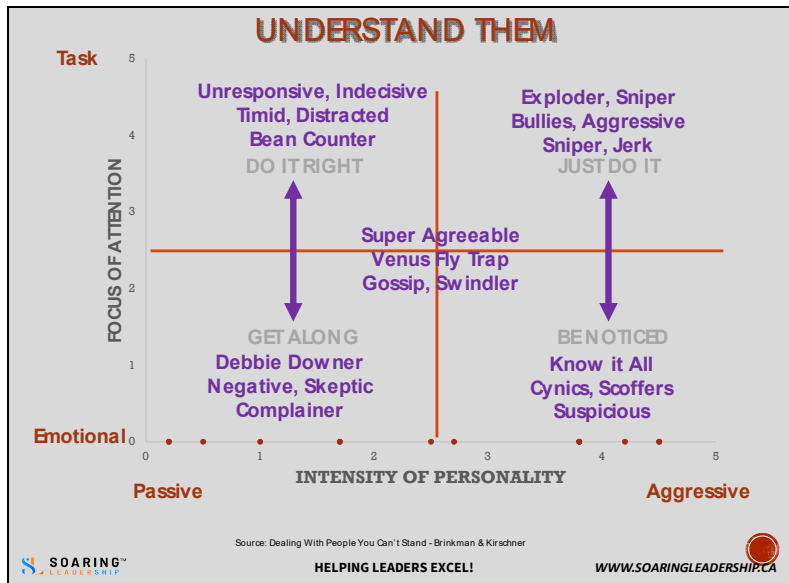 UNDERSTAND THEM
Task
5
Unresponsive, Indecisive
Timid, Distracted
Bean Counter
DO IT RIGHT
Exploder, Sniper
Bullies, Aggressive
Sniper, Jerk
JUST DO IT
4
3
FOCUS OF ATTENTION
Super Agreeable
Venus Fly Trap
Gossip, Swindler
2
GET ALONG
Debbie Downer
Negative, Skeptic
Complainer
BE NOTICED
Know it All
Cynics, Scoffers
Suspicious
1
Emotional
0
0 1 2 3 4 5
INTENSITY OF PERSONALITY
Passive
Aggressive
Source: Dealing With People You Can't Stand - Brinkman & Kirschner
SL SOARING™
LEADERSHIP
HELPING LEADERS EXCEL!
WWW.SOARINGLEADERSHIP.CA